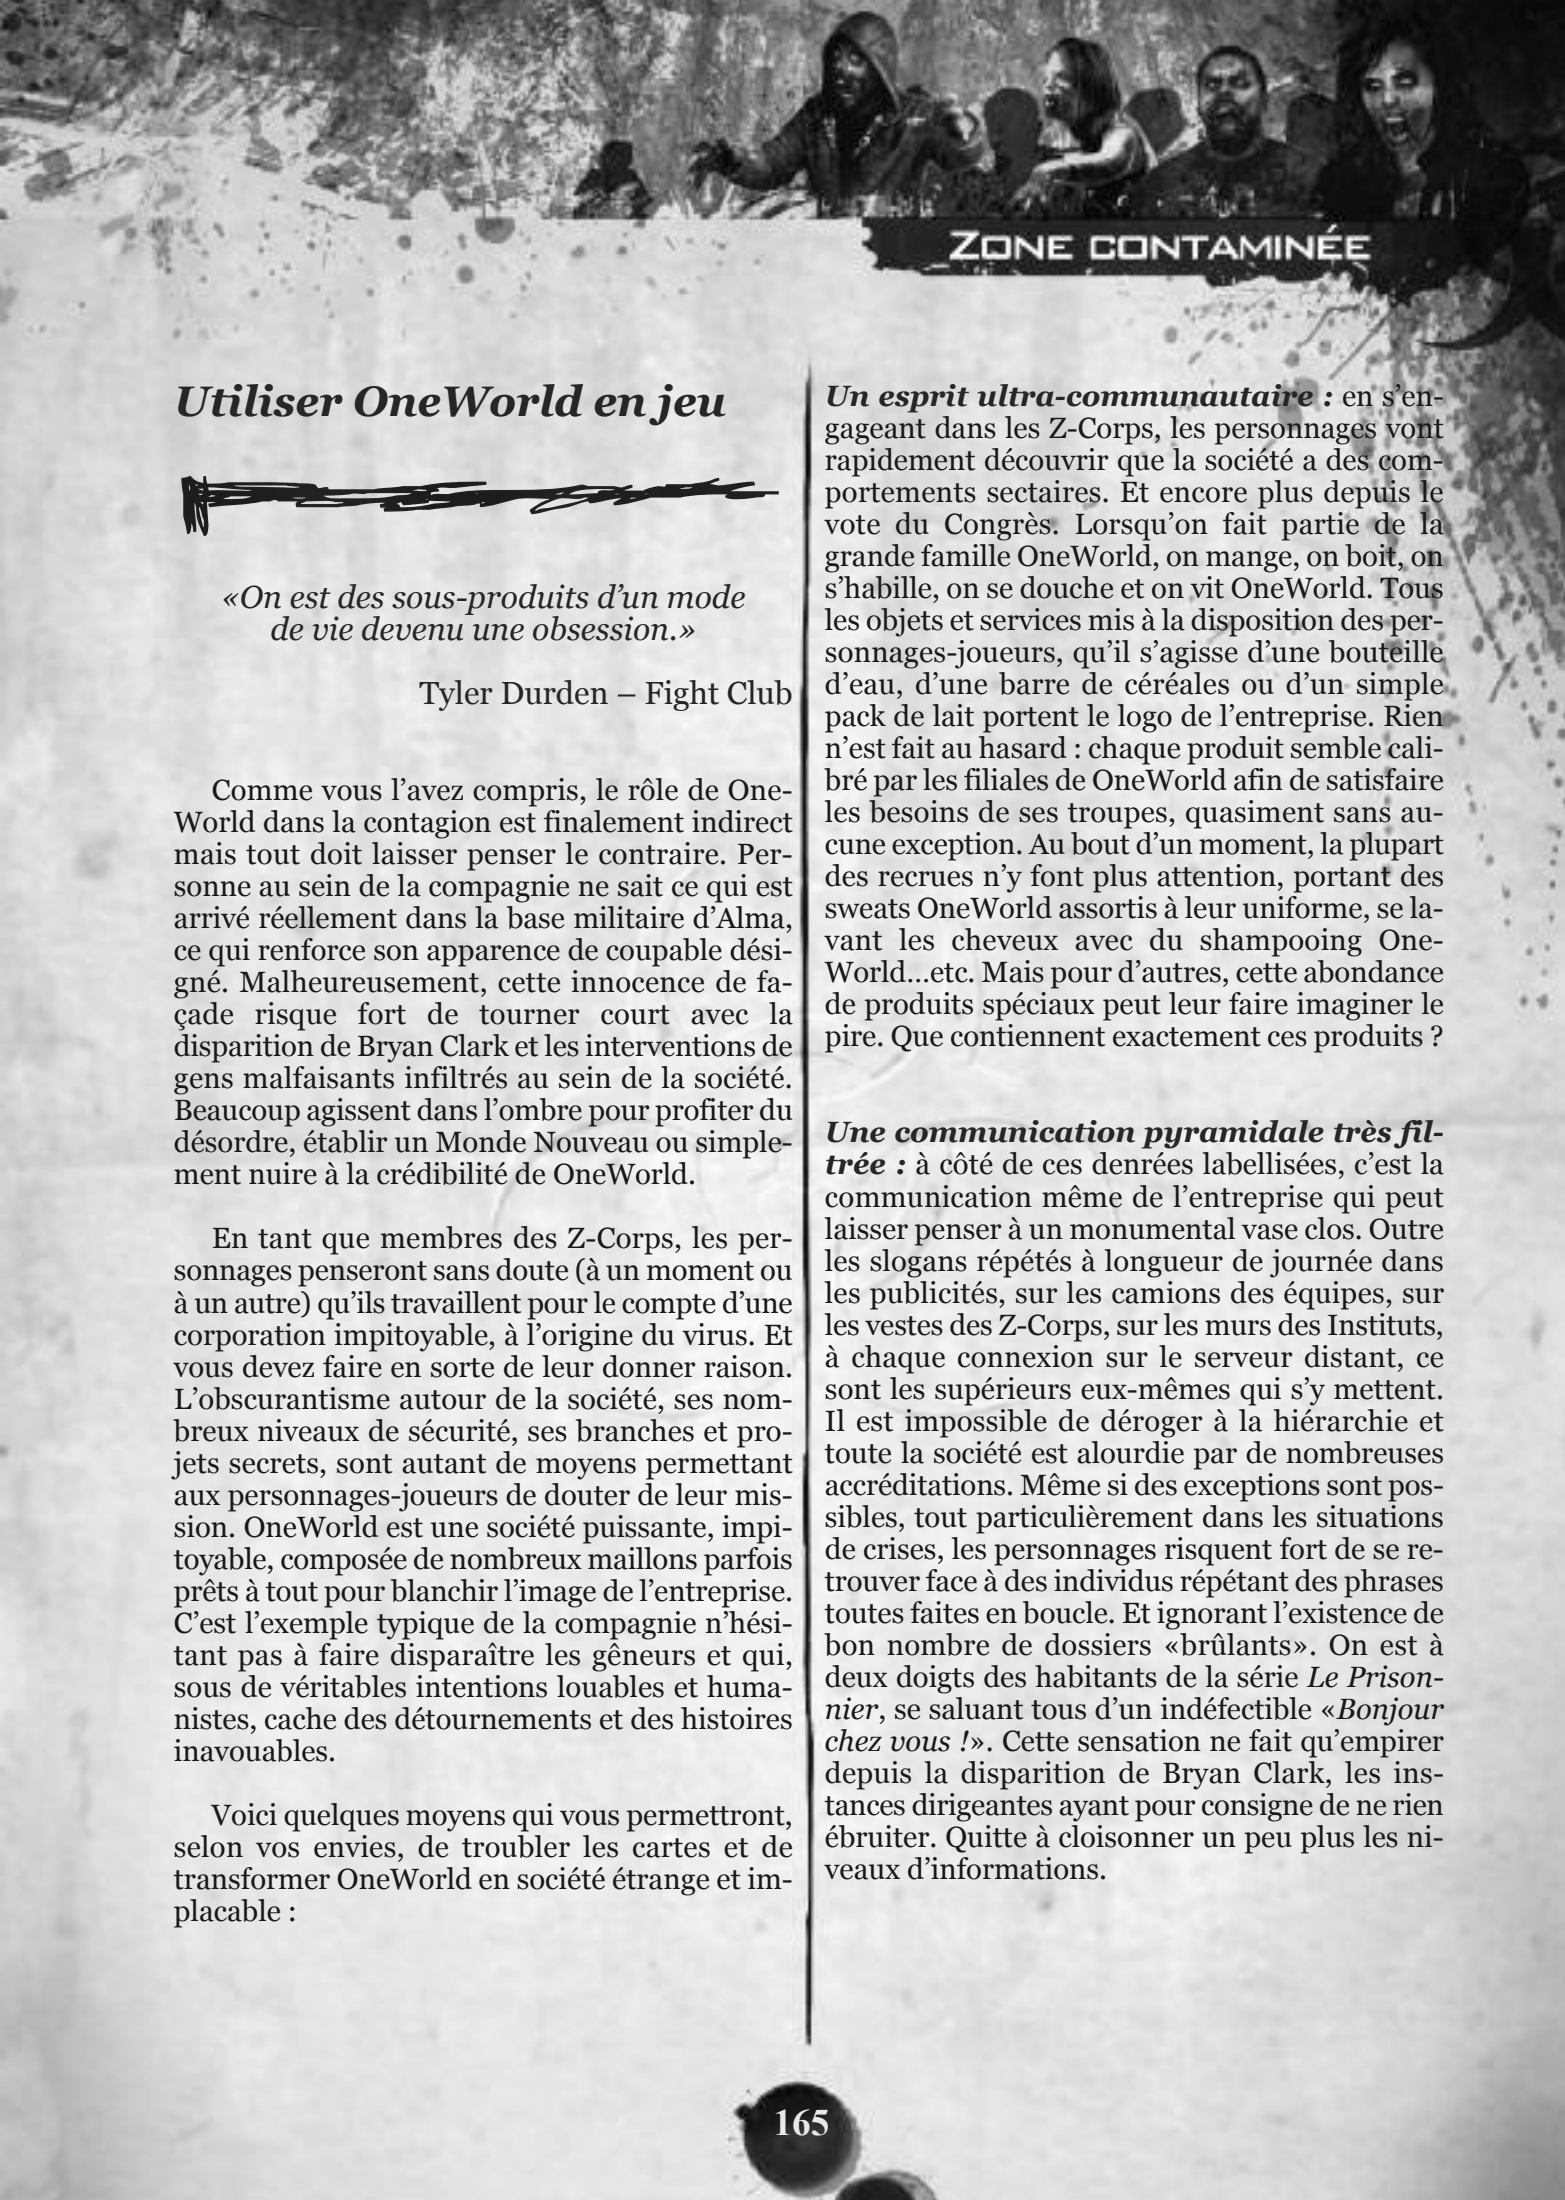 ZONE CONTAMINÉE
Utiliser OneWorld en jeu
«On est des sous-produits d’un mode
de vie devenu une obsession.»
Tyler Durden – Fight Club
Comme vous l’avez compris, le rôle de One-
World dans la contagion est finalement indirect
mais tout doit laisser penser le contraire. Per-
sonne au sein de la compagnie ne sait ce qui est
arrivé réellement dans la base militaire d’Alma,
ce qui renforce son apparence de coupable dési-
gné. Malheureusement, cette innocence de fa-
çade risque fort de tourner court avec la
disparition de Bryan Clark et les interventions de
gens malfaisants infiltrés au sein de la société.
Beaucoup agissent dans l’ombre pour profiter du
désordre, établir un Monde Nouveau ou simple-
ment nuire à la crédibilité de OneWorld.
En tant que membres des Z-Corps, les per-
sonnages penseront sans doute (à un moment ou
à un autre) qu’ils travaillent pour le compte d’une
corporation impitoyable, à l’origine du virus. Et
vous devez faire en sorte de leur donner raison.
L’obscurantisme autour de la société, ses nom-
breux niveaux de sécurité, ses branches et pro-
jets secrets, sont autant de moyens permettant
aux personnages-joueurs de douter de leur mis-
sion. OneWorld est une société puissante, impi-
toyable, composée de nombreux maillons parfois
prêts à tout pour blanchir l’image de l’entreprise.
C’est l’exemple typique de la compagnie n’hési-
tant pas à faire disparaître les gêneurs et qui,
sous de véritables intentions louables et huma-
nistes, cache des détournements et des histoires
inavouables.
Voici quelques moyens qui vous permettront,
selon vos envies, de troubler les cartes et de
transformer OneWorld en société étrange et im-
placable :
Un esprit ultra-communautaire : en s’en-
gageant dans les Z-Corps, les personnages vont
rapidement découvrir que la société a des com-
portements sectaires. Et encore plus depuis le
vote du Congrès. Lorsqu’on fait partie de la
grande famille OneWorld, on mange, on boit, on
s’habille, on se douche et on vit OneWorld. Tous
les objets et services mis à la disposition des per-
sonnages-joueurs, qu’il s’agisse d’une bouteille
d’eau, d’une barre de céréales ou d’un simple
pack de lait portent le logo de l’entreprise. Rien
n’est fait au hasard : chaque produit semble cali-
bré par les filiales de OneWorld afin de satisfaire
les besoins de ses troupes, quasiment sans au-
cune exception. Au bout d’un moment, la plupart
des recrues n’y font plus attention, portant des
sweats OneWorld assortis à leur uniforme, se la-
vant les cheveux avec du shampooing One-
World...etc. Mais pour d’autres, cette abondance
de produits spéciaux peut leur faire imaginer le
pire. Que contiennent exactement ces produits ?
Une communication pyramidale très fil-
trée : à côté de ces denrées labellisées, c’est la
communication même de l’entreprise qui peut
laisser penser à un monumental vase clos. Outre
les slogans répétés à longueur de journée dans
les publicités, sur les camions des équipes, sur
les vestes des Z-Corps, sur les murs des Instituts,
à chaque connexion sur le serveur distant, ce
sont les supérieurs eux-mêmes qui s’y mettent.
Il est impossible de déroger à la hiérarchie et
toute la société est alourdie par de nombreuses
accréditations. Même si des exceptions sont pos-
sibles, tout particulièrement dans les situations
de crises, les personnages risquent fort de se re-
trouver face à des individus répétant des phrases
toutes faites en boucle. Et ignorant l’existence de
bon nombre de dossiers «brûlants». On est à
deux doigts des habitants de la série Le Prison-
nier, se saluant tous d’un indéfectible «Bonjour
chez vous !». Cette sensation ne fait qu’empirer
depuis la disparition de Bryan Clark, les ins-
tances dirigeantes ayant pour consigne de ne rien
ébruiter. Quitte à cloisonner un peu plus les ni-
veaux d’informations.
165